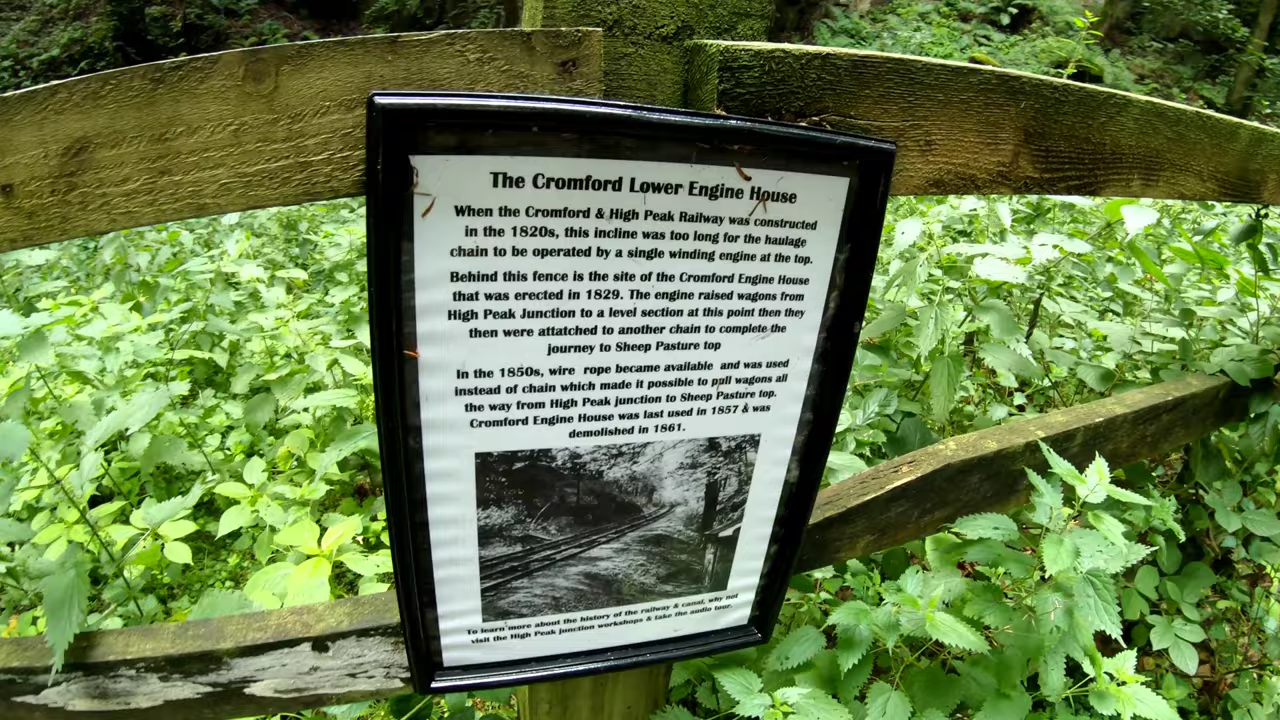 The Cromford Lower Engine House
When the Cromford & High Peak Railway was constructed
in the 1820s, this incline was too long for the haulage
chain to be operated by a single winding engine at the top.
Behind this fence is the site of the Cromford Engine House
that was erected in 1829. The engine raised wagons from
High Peak Junction to a level section at this point then they
then were attatched to another chain to complete the
journey to Sheep Pasture top
In the 1850s, wire rope became available and was used
instead of chain which made it possible to pull wagons all
the way from High Peak junction to Sheep Pasture top.
Cromford Engine House was last used in 1857 & was
demolished in 1861.
To learn more about the history of the railway & canal, why not
visit the High Peak junction workshops & take the audio tour.